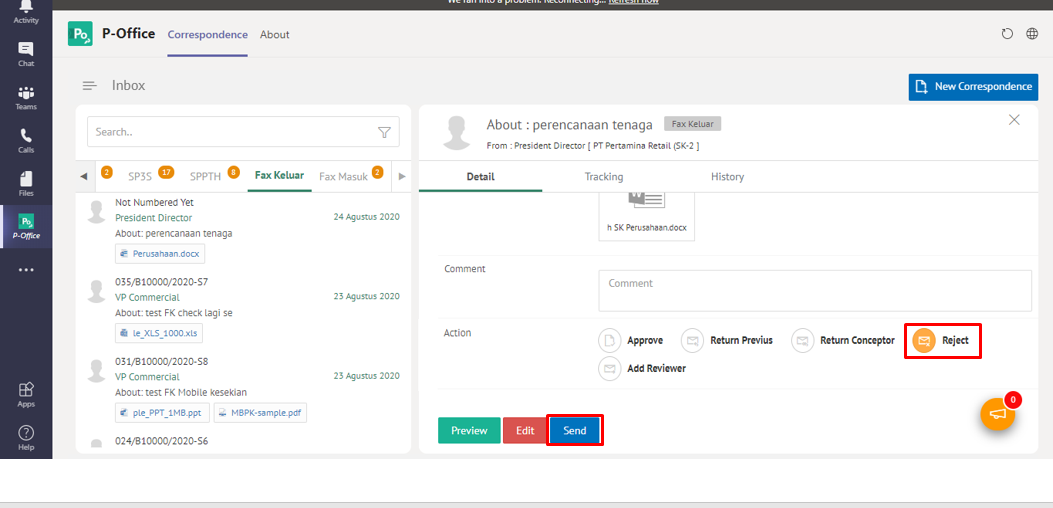 We ran into a problem. Reconnecting... Refresh now
Activity
Chat
Teams
Calls
Files
Po
P-Office
Apps
Help
Po
P-Office
Correspondence
About
Inbox
New Correspondence
Search..
2
SP3S
17
SPPTH
8
Fax Keluar
Fax Masuk
2
Not Numbered Yet
President Director
24 Agustus 2020
About: perencanaan tenaga
Perusahaan.docx
035/B10000/2020-S7
VP Commercial
23 Agustus 2020
About: test FK check lagi se
le_XLS_1000.xls
031/B10000/2020-S8
VP Commercial
23 Agustus 2020
About: test FK Mobile kesekian
ple_PPT_1MB.ppt
MBPK-sample.pdf
024/B10000/2020-S6
About : perencanaan tenaga
Fax Keluar
From : President Director [ PT Pertamina Retail (SK-2 ]
Detail
Tracking
History
W
h SK Perusahaan.docx
Comment
Comment
Action
Approve
Return Previus
Return Conceptor
Reject
Add Reviewer
0
Preview
Edit
Send